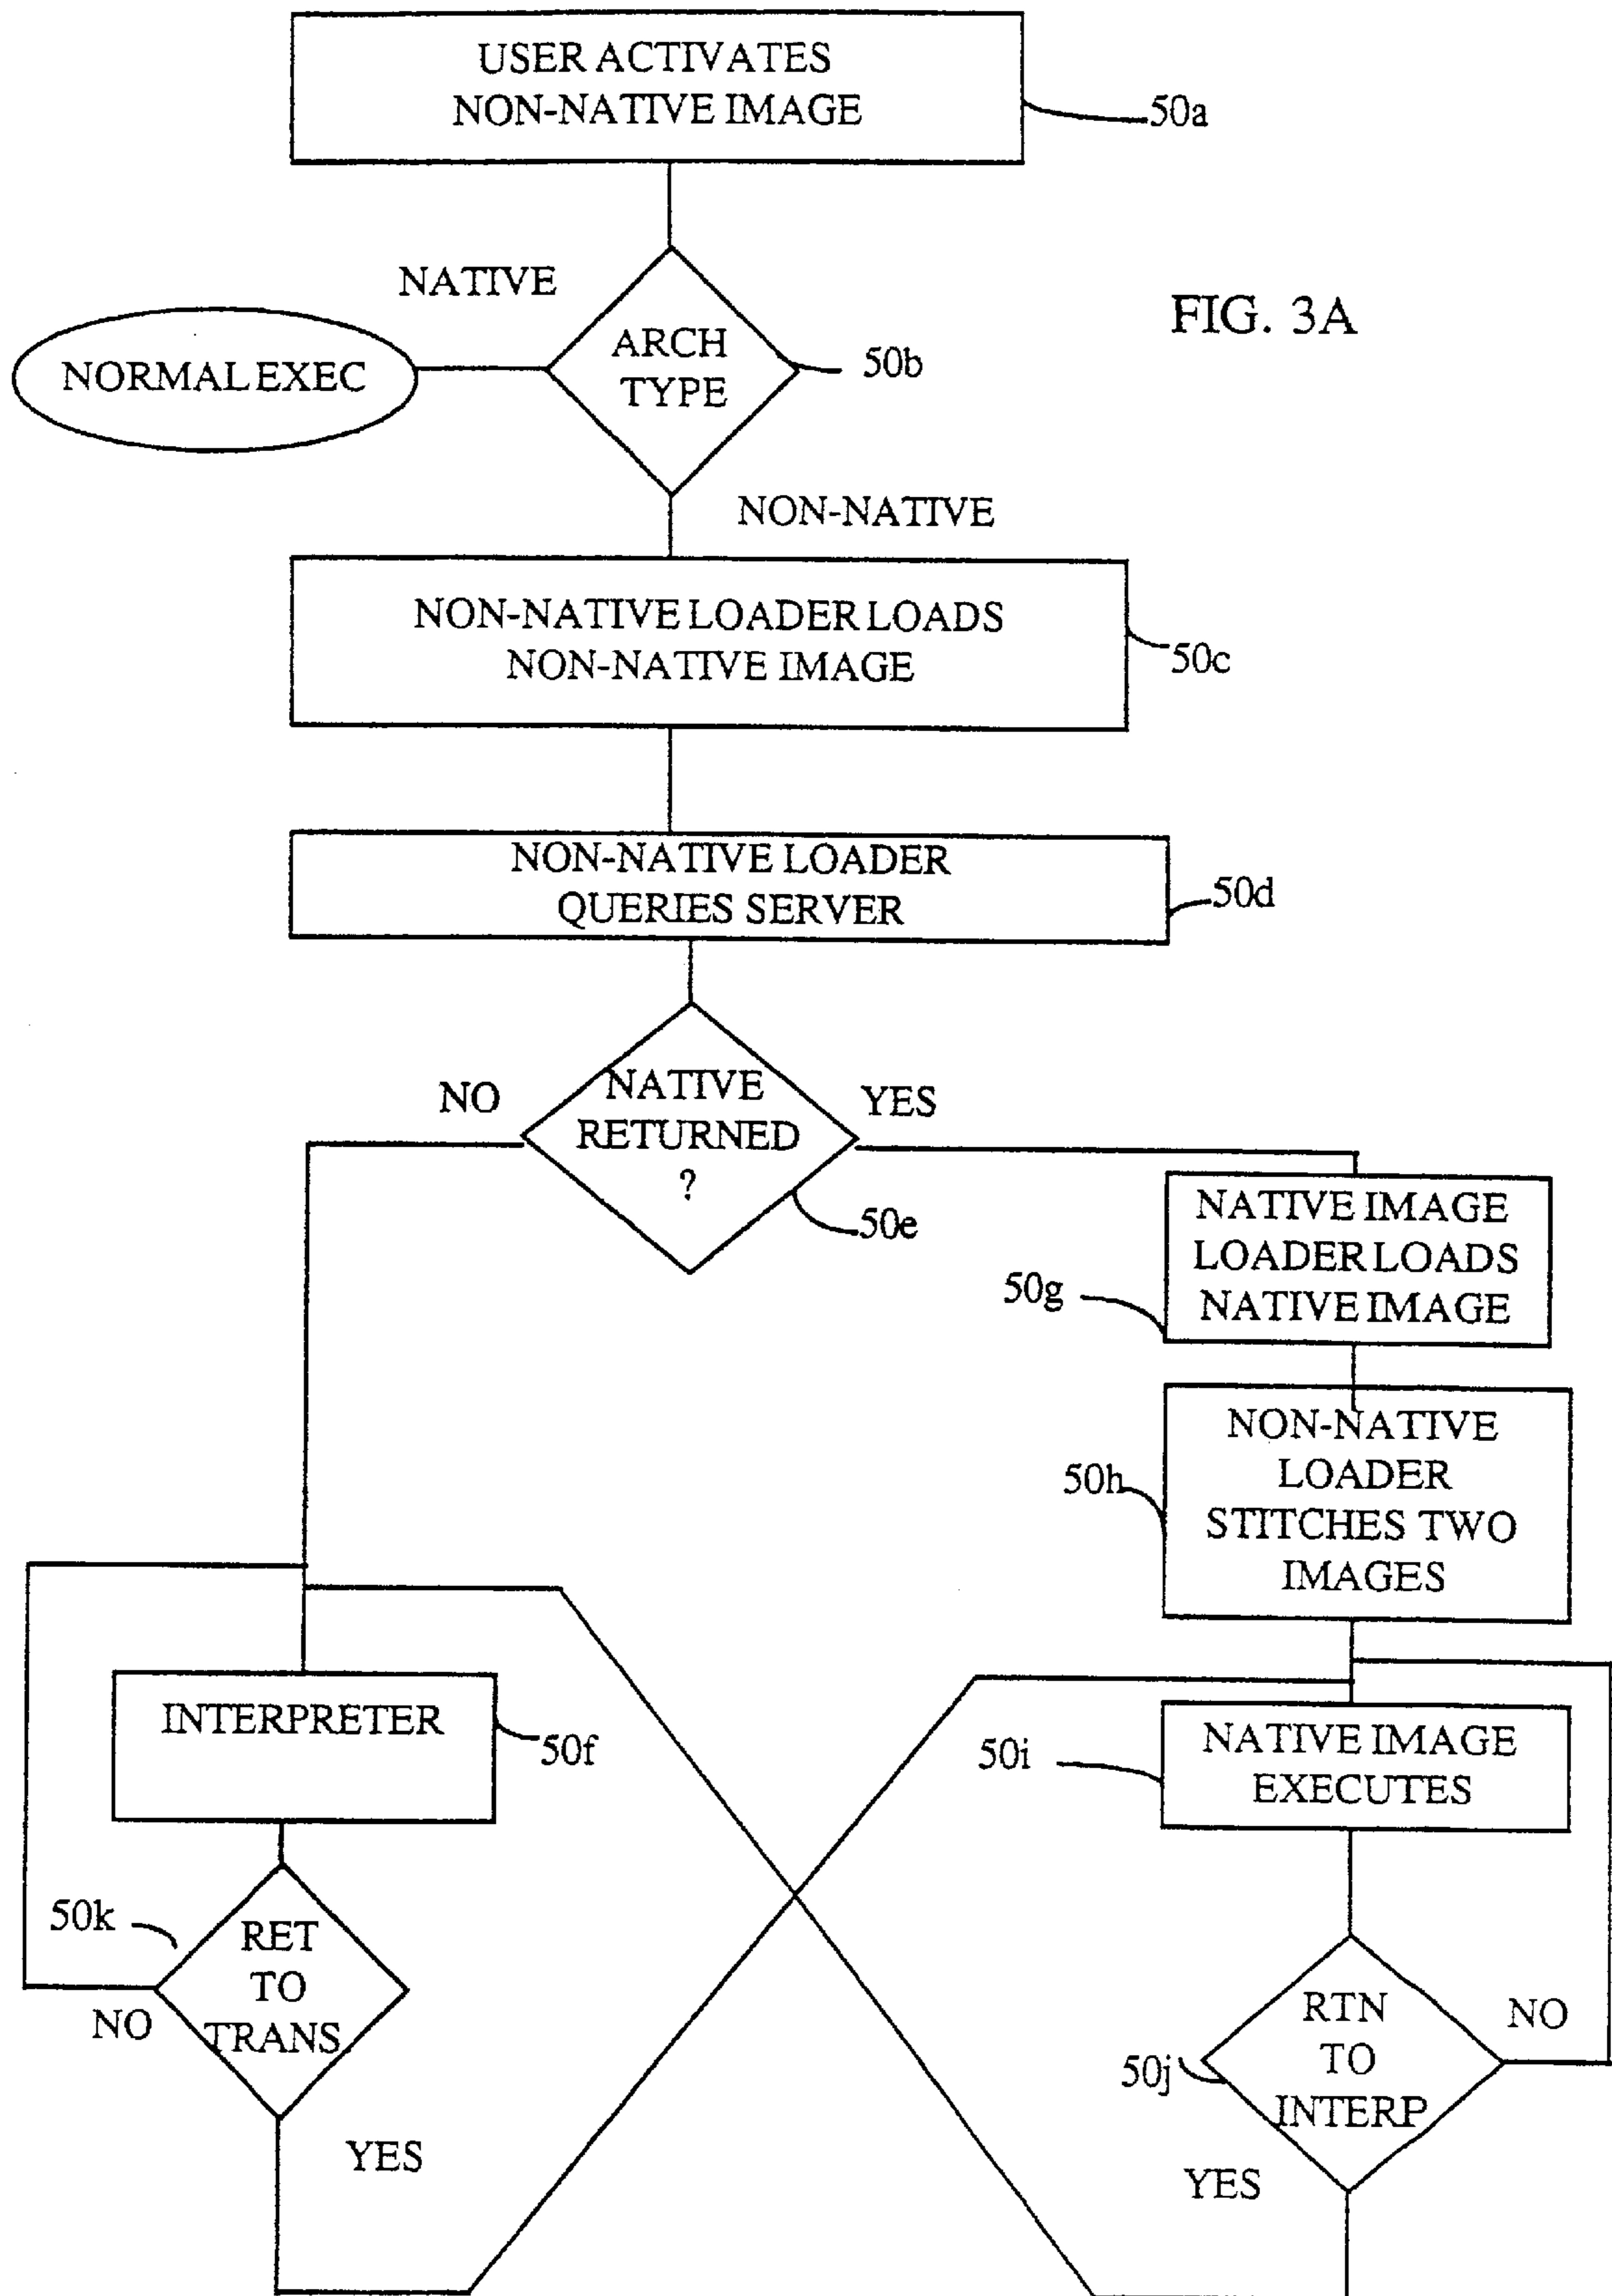 USER ACTIVATES
NON-NATIVE IMAGE
50a
NATIVE
FIG. 3A
NORMAL EXEC
ARCH
TYPE
50b
NON-NATIVE
NON-NATIVE LOADER LOADS
NON-NATIVE IMAGE
50c
NON-NATIVE LOADER
QUERIES SERVER
50d
NO
NATIVE
RETURNED
?
YES
50e
NATIVE IMAGE
LOADER LOADS
NATIVE IMAGE
50g
NON-NATIVE
LOADER
STITCHES TWO
IMAGES
50h
INTERPRETER
50f
NATIVE IMAGE
EXECUTES
50i
50k
RET
TO
TRANS
NO
YES
RTN
TO
INTERP
NO
50j
YES